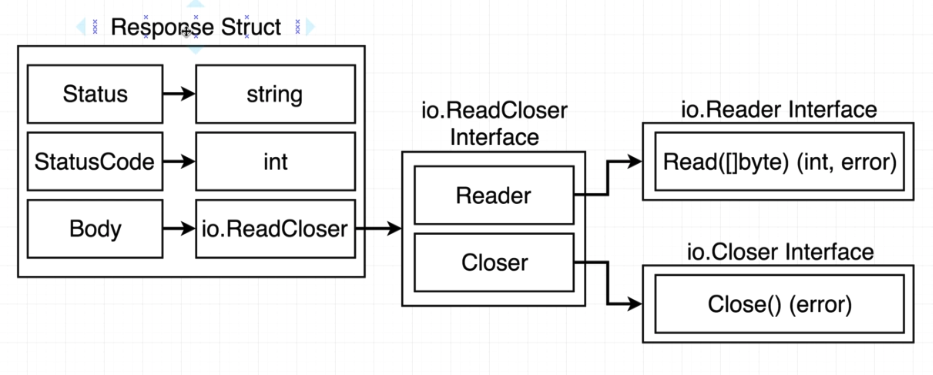 Response Struct
Status
string
StatusCode
int
Body
io.ReadCloser
io.ReadCloser
Interface
Reader
Closer
io.Reader Interface
Read([]byte) (int, error)
io.Closer Interface
Close() (error)